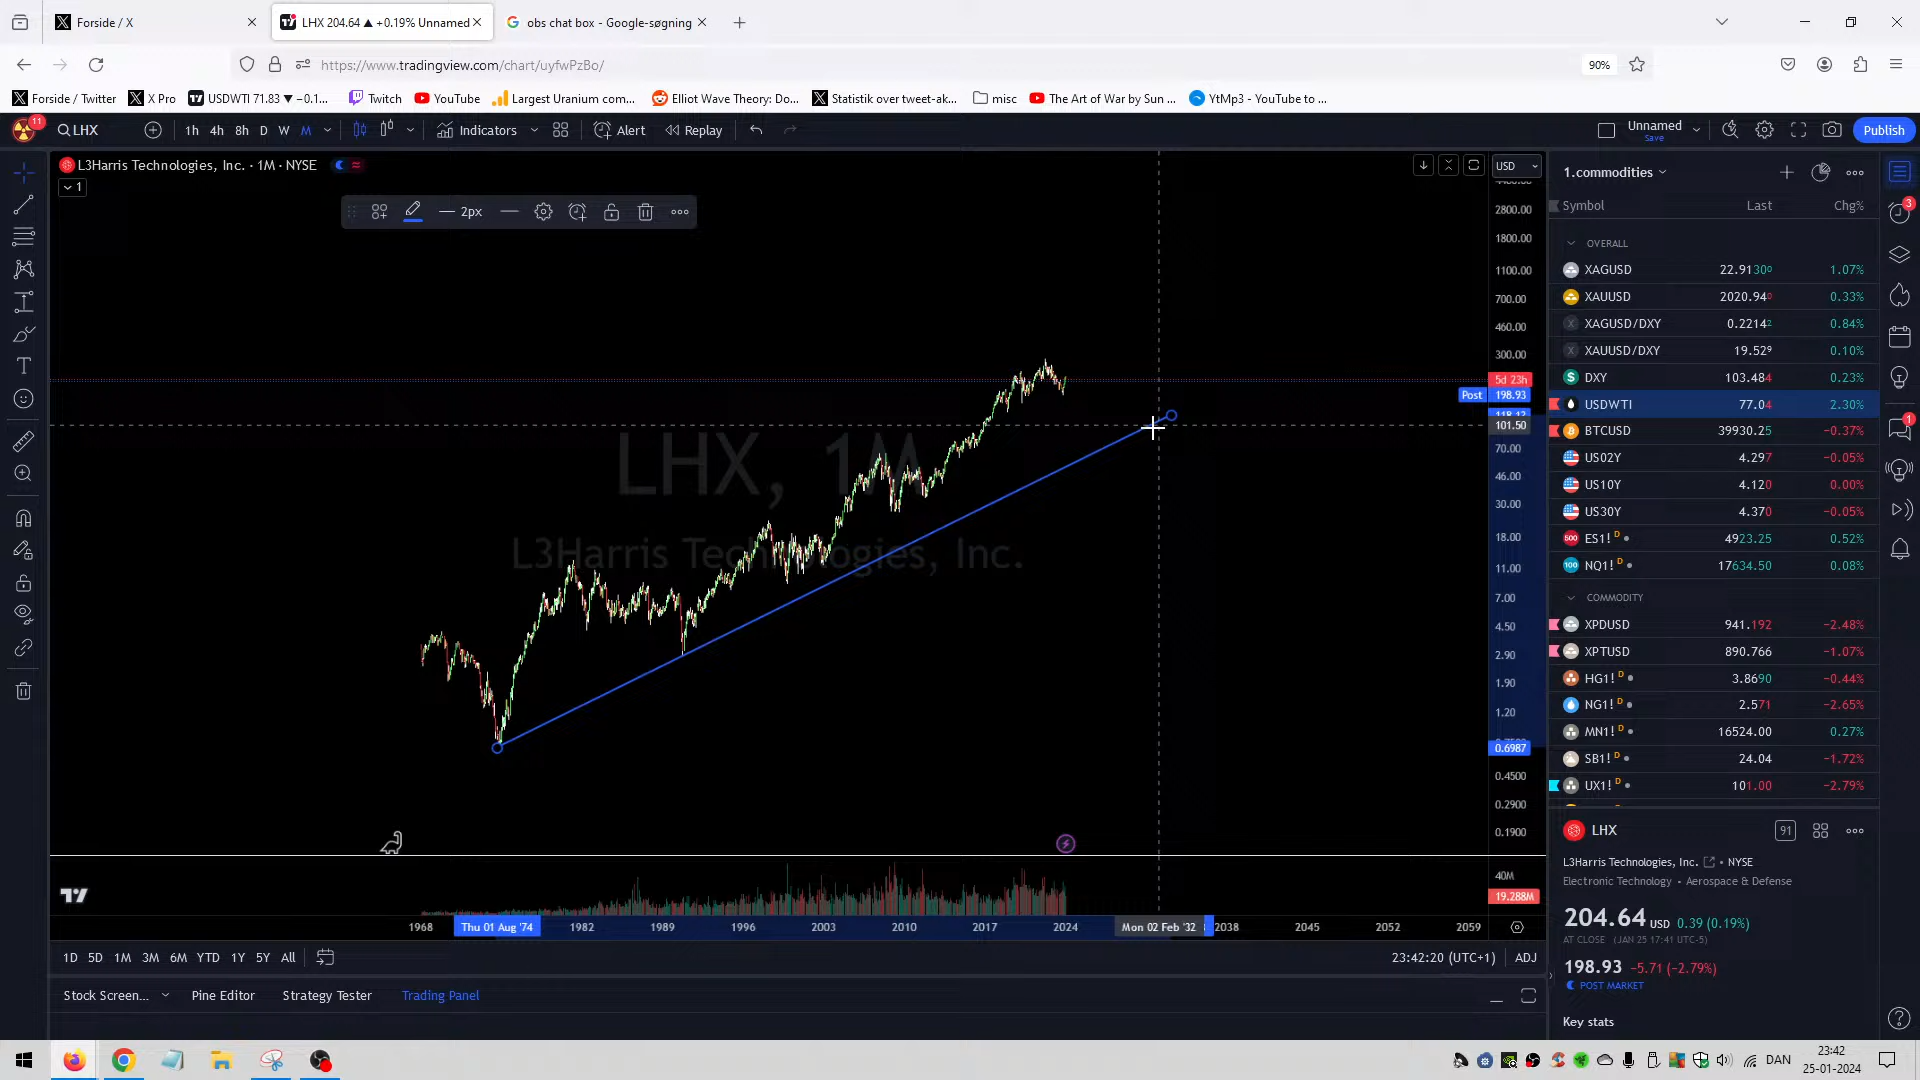 Forside / X
LHX 204.64 ▲ +0.19% Unnamed
obs chat box - Google-søgning
https://www.tradingview.com/chart/uyfwPzBo/
90%
Forside / Twitter
X Pro
USDWTI 71.83 ▼ −0.1...
Twitch
YouTube
Largest Uranium com...
Elliot Wave Theory: Do...
Statistik over tweet-ak...
misc
The Art of War by Sun ...
YtMp3 - YouTube to ...
11
LHX
1h 4h 8h D W M
Indicators
Alert
Replay
Unnamed
Save
Publish
L3Harris Technologies, Inc. · 1M · NYSE
1
2px
USD
2800.00
1800.00
1100.00
700.00
460.00
300.00
5d 23h
Post 198.93
118.12
101.50
70.00
46.00
30.00
18.00
11.00
7.00
4.50
2.90
1.90
1.20
0.6987
0.4500
0.2900
0.1900
40M
19.288M
LHX, 1M
L3Harris Technologies, Inc.
1968
Thu 01 Aug '74
1982
1989
1996
2003
2010
2017
2024
Mon 02 Feb '32
2038
2045
2052
2059
1D 5D 1M 3M 6M YTD 1Y 5Y All
23:42:20 (UTC+1)
ADJ
Stock Screen...
Pine Editor
Strategy Tester
Trading Panel
1.commodities
Symbol Last Chg%
OVERALL
XAGUSD 22.9130⁰ 1.07%
XAUUSD 2020.94⁰ 0.33%
XAGUSD/DXY 0.2214² 0.84%
XAUUSD/DXY 19.52⁹ 0.10%
DXY 103.484 0.23%
USDWTI 77.04 2.30%
BTCUSD 39930.25 −0.37%
US02Y 4.297 −0.05%
US10Y 4.120 0.00%
US30Y 4.370 −0.05%
ES1! D 4923.25 0.52%
NQ1! D 17634.50 0.08%
COMMODITY
XPDUSD 941.192 −2.48%
XPTUSD 890.766 −1.07%
HG1! D 3.8690 −0.44%
NG1! D 2.571 −2.65%
MN1! D 16524.00 0.27%
SB1! D 24.04 −1.72%
UX1! D 101.00 −2.79%
LHX
91
L3Harris Technologies, Inc. • NYSE
Electronic Technology • Aerospace & Defense
204.64 USD 0.39 (0.19%)
AT CLOSE (JAN 25 17:41 UTC-5)
198.93 −5.71 (−2.79%)
POST MARKET
Key stats
3
1
DAN
23:42
25-01-2024